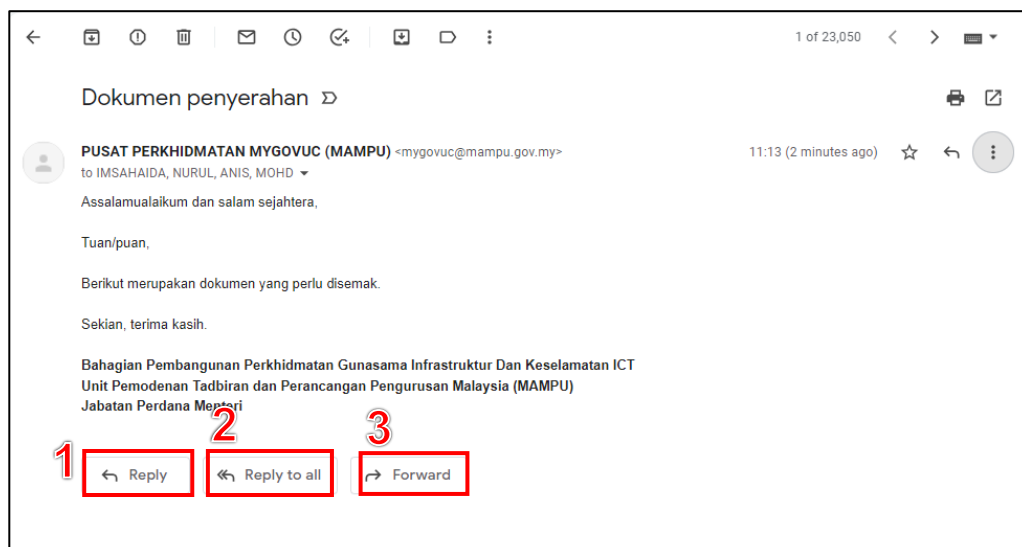 1 of 23,050
Dokumen penyerahan
PUSAT PERKHIDMATAN MYGOVUC (MAMPU) <mygovuc@mampu.gov.my> 11:13 (2 minutes ago)
to IMSAHAIDA, NURUL, ANIS, MOHD
Assalamualaikum dan salam sejahtera,
Tuan/puan,
Berikut merupakan dokumen yang perlu disemak.
Sekian, terima kasih.
Bahagian Pembangunan Perkhidmatan Gunasama Infrastruktur Dan Keselamatan ICT
Unit Pemodenan Tadbiran dan Perancangan Pengurusan Malaysia (MAMPU)
Jabatan Perdana Menteri
1 2 3
Reply Reply to all Forward